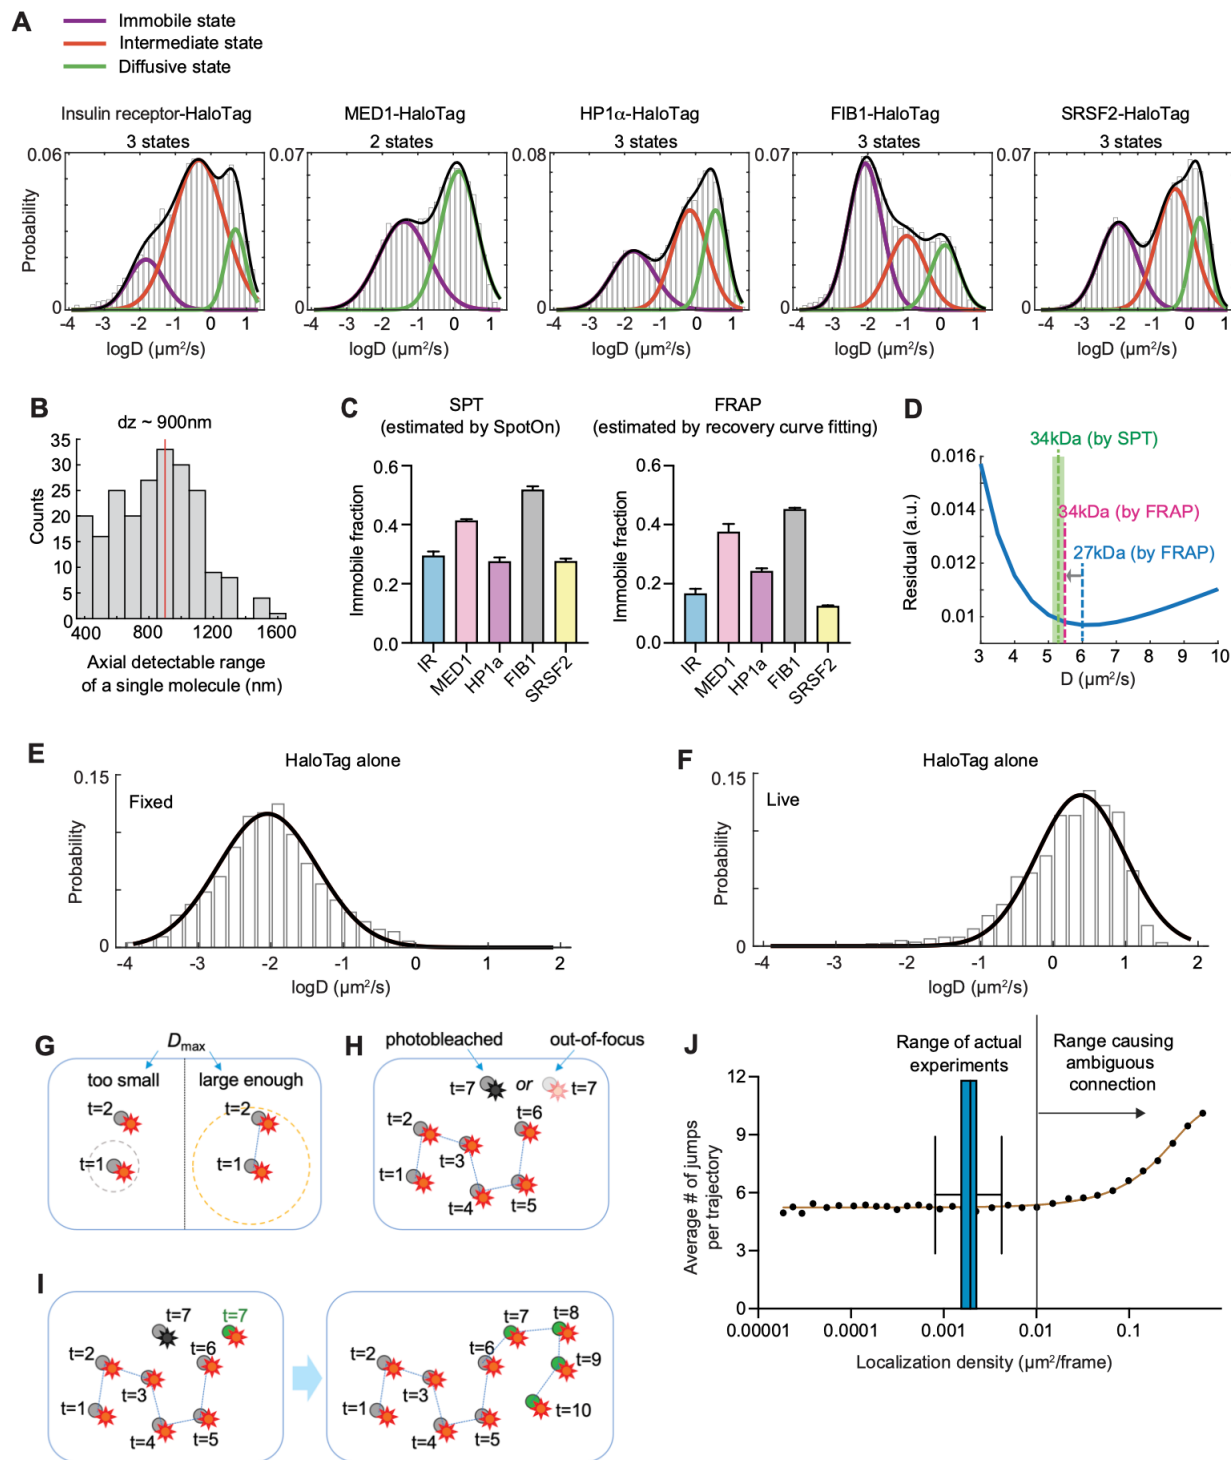 A
Immobile state
Intermediate state
Diffusive state
Insulin receptor-HaloTag
3 states
MED1-HaloTag
2 states
HP1α-HaloTag
3 states
FIB1-HaloTag
3 states
SRSF2-HaloTag
3 states
0.06
0
Probability
-4 -3 -2 -1 0 1
logD (µm²/s)
0.07
0
-4 -3 -2 -1 0 1
logD (µm²/s)
0.08
0
-4 -3 -2 -1 0 1
logD (µm²/s)
0.07
0
-4 -3 -2 -1 0 1
logD (µm²/s)
0.07
0
-4 -3 -2 -1 0 1
logD (µm²/s)
B
dz ~ 900nm
35
30
25
20
15
10
5
0
Counts
400 800 1200 1600
Axial detectable range
of a single molecule (nm)
C
SPT
(estimated by SpotOn)
0.6
0.4
0.2
0.0
Immobile fraction
IR
MED1
HP1a
FIB1
SRSF2
FRAP
(estimated by recovery curve fitting)
0.6
0.4
0.2
0.0
Immobile fraction
IR
MED1
HP1a
FIB1
SRSF2
D
34kDa (by SPT)
34kDa (by FRAP)
27kDa (by FRAP)
0.016
0.014
0.012
0.01
Residual (a.u.)
3 4 5 6 7 8 9 10
D (µm²/s)
E
HaloTag alone
Fixed
0.15
0
Probability
-4 -3 -2 -1 0 1 2
logD (µm²/s)
F
HaloTag alone
Live
0.15
0
Probability
-4 -3 -2 -1 0 1 2
logD (µm²/s)
G
Dmax
too small
large enough
t=2
t=1
t=2
t=1
H
photobleached
out-of-focus
t=7 or t=7
t=2
t=6
t=3
t=1
t=4
t=5
I
t=7
t=7
t=2
t=6
t=3
t=1
t=4
t=5
t=7
t=8
t=2
t=6
t=9
t=3
t=1
t=10
t=4
t=5
J
Range of actual
experiments
Range causing
ambiguous
connection
12
9
6
3
0
Average # of jumps
per trajectory
0.00001 0.0001 0.001 0.01 0.1
Localization density (µm²/frame)